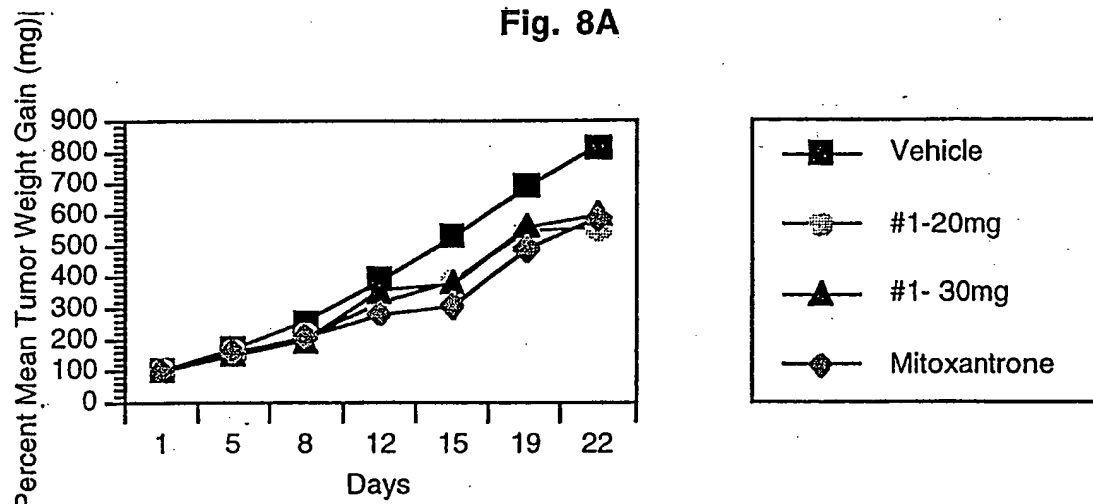 Fig. 8A
Percent Mean Tumor Weight Gain (mg)
900
800
700
600
500
400
300
200
100
0
1 5 8 12 15 19 22
Days
Vehicle
#1-20mg
#1- 30mg
Mitoxantrone